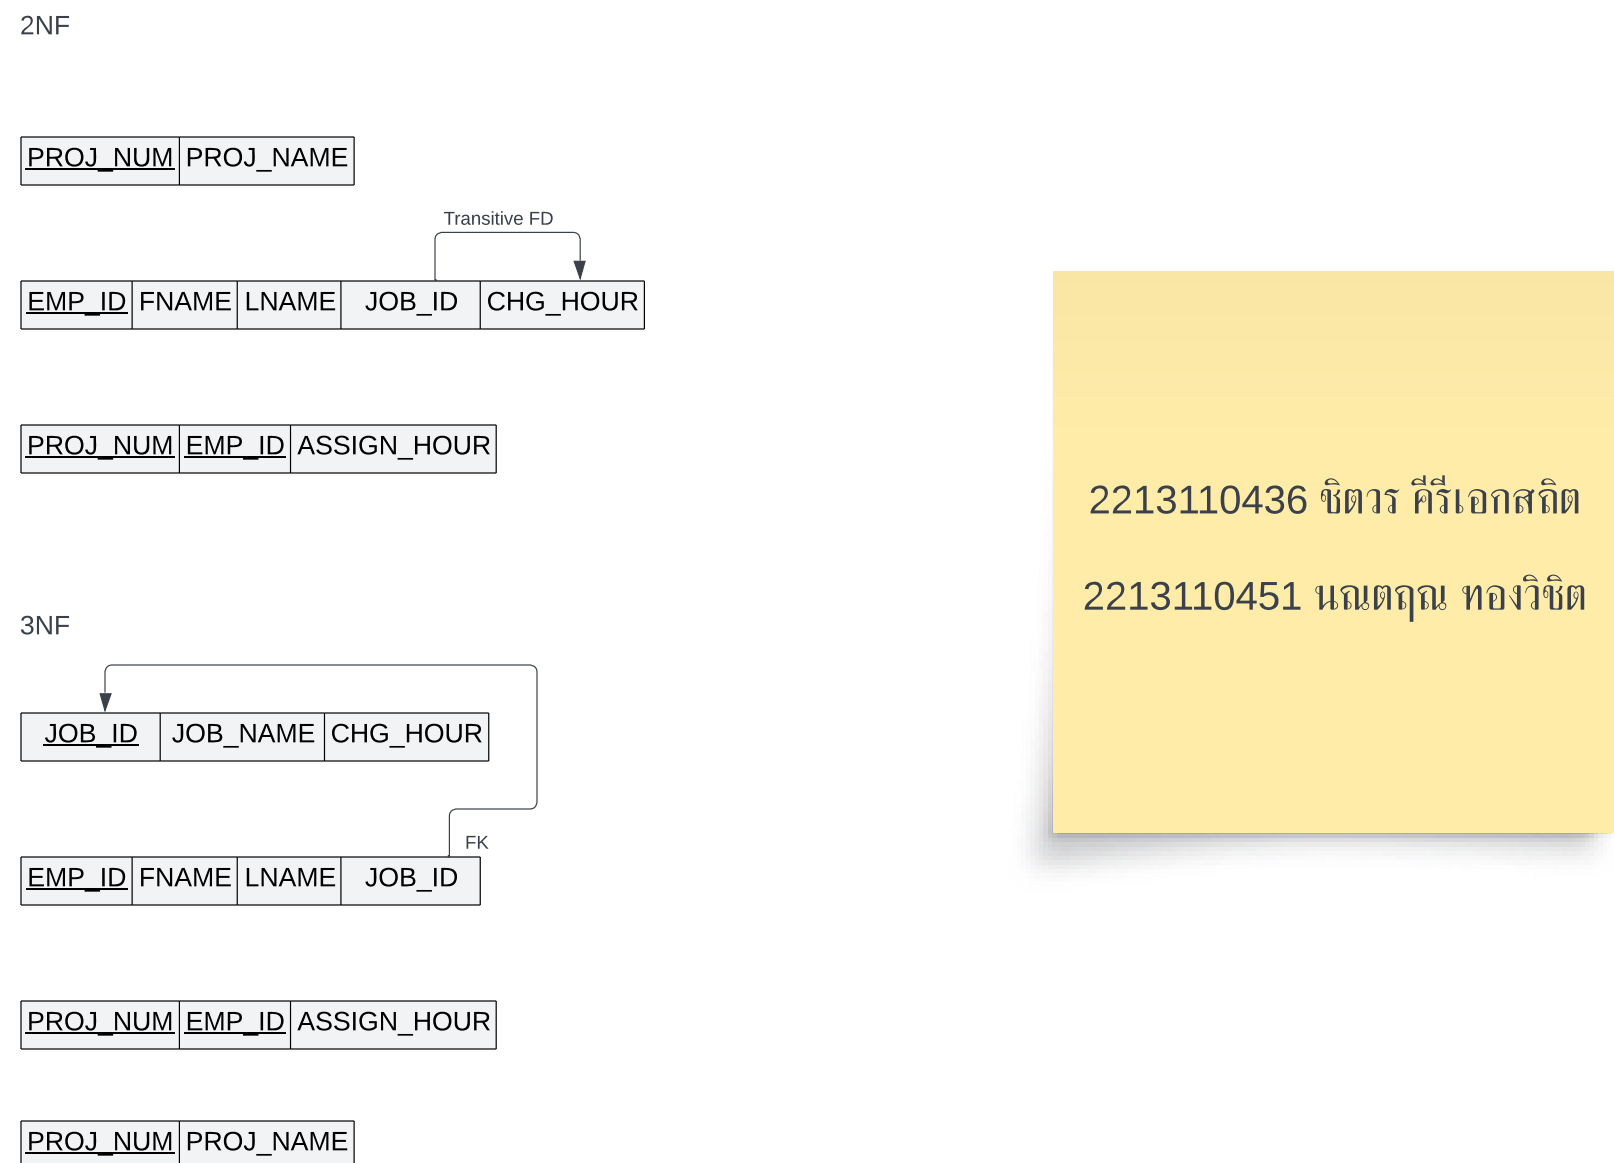 2NF
PROJ_NUM PROJ_NAME
Transitive FD
EMP_ID FNAME LNAME JOB_ID CHG_HOUR
PROJ_NUM EMP_ID ASSIGN_HOUR
2213110436 ชิตวร คีรีเอกสถิต
2213110451 นณตฤณ ทองวิชิต
3NF
JOB_ID JOB_NAME CHG_HOUR
FK
EMP_ID FNAME LNAME JOB_ID
PROJ_NUM EMP_ID ASSIGN_HOUR
PROJ_NUM PROJ_NAME